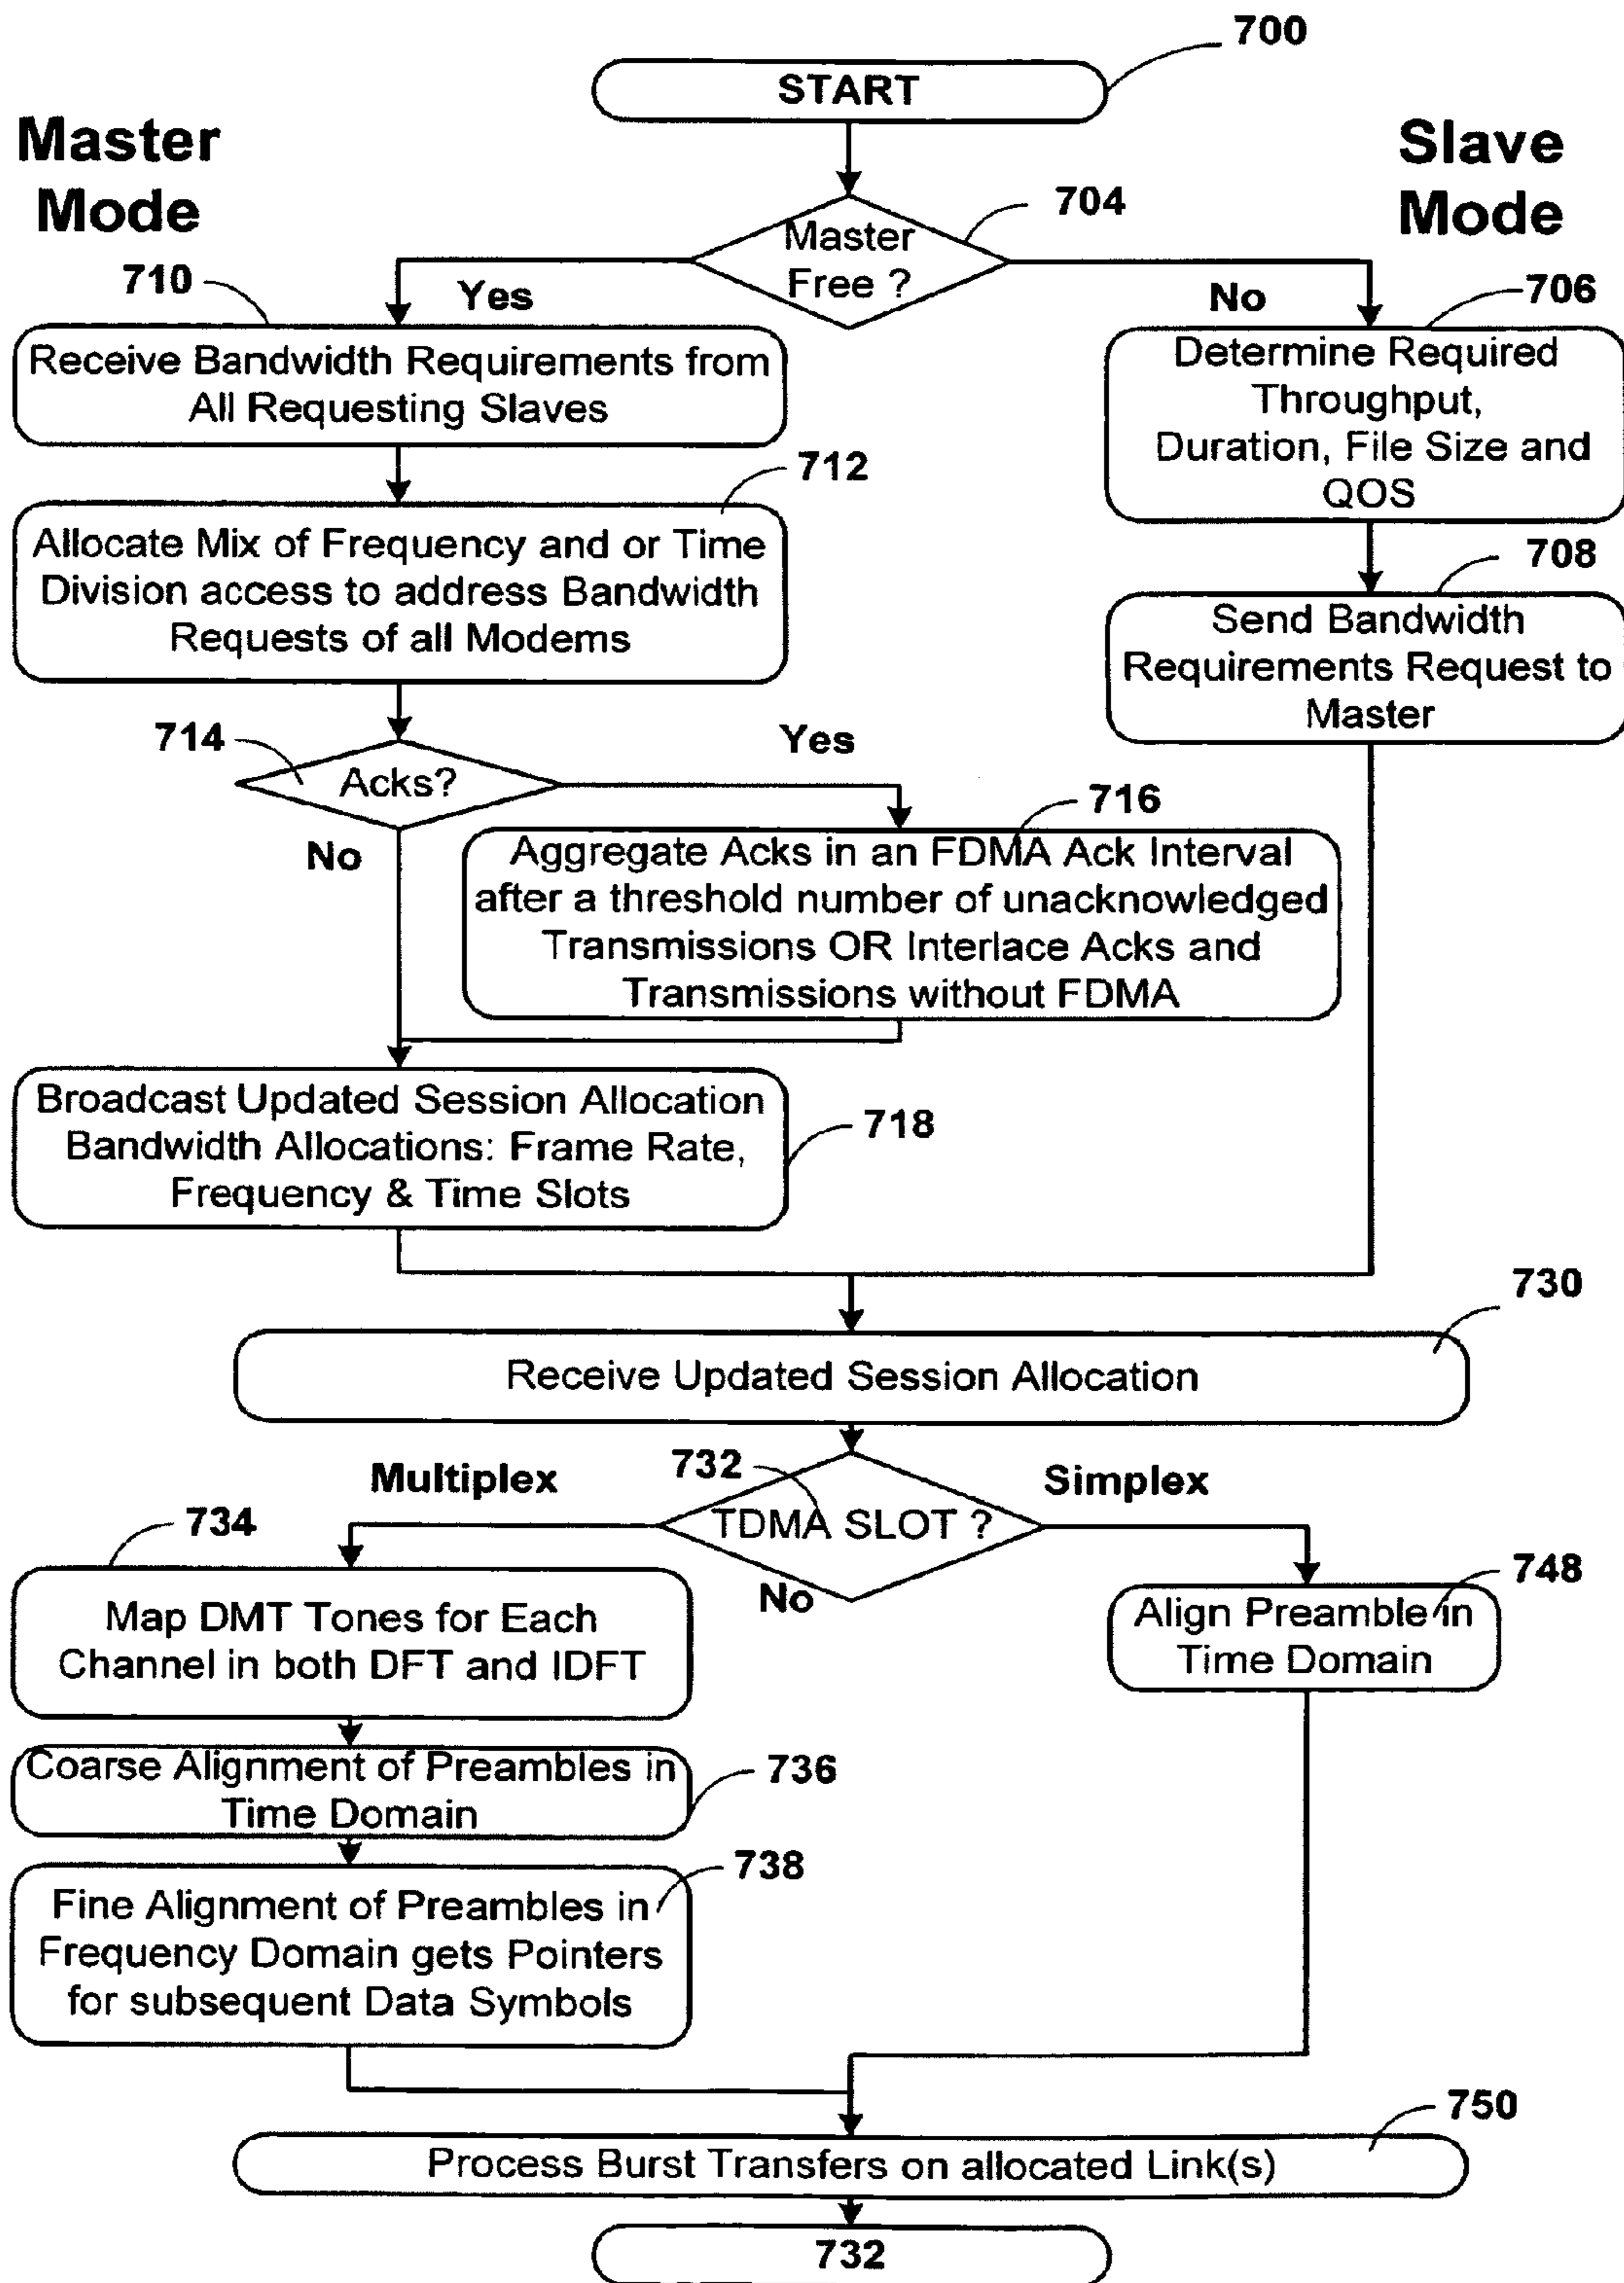 700
START
Master
Mode
Slave
Mode
704
Master
Free ?
710
Yes
No
706
Receive Bandwidth Requirements from
All Requesting Slaves
Determine Required
Throughput,
Duration, File Size and
QOS
712
Allocate Mix of Frequency and or Time
Division access to address Bandwidth
Requests of all Modems
708
Send Bandwidth
Requirements Request to
Master
714
Acks?
Yes
No
716
Aggregate Acks in an FDMA Ack Interval
after a threshold number of unacknowledged
Transmissions OR Interlace Acks and
Transmissions without FDMA
Broadcast Updated Session Allocation
Bandwidth Allocations: Frame Rate,
Frequency & Time Slots
718
730
Receive Updated Session Allocation
Multiplex
732
Simplex
TDMA SLOT ?
No
734
Map DMT Tones for Each
Channel in both DFT and IDFT
748
Align Preamble in
Time Domain
Coarse Alignment of Preambles in
Time Domain
736
738
Fine Alignment of Preambles in
Frequency Domain gets Pointers
for subsequent Data Symbols
750
Process Burst Transfers on allocated Link(s)
732